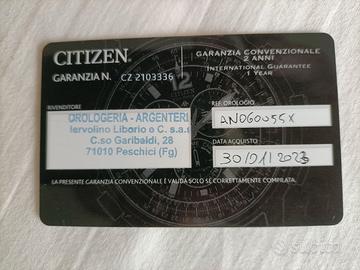 CITIZEN
GARANZIA CONVENZIONALE
2 ANNI
INTERNATIONAL GUARANTEE
1 YEAR
GARANZIA N. CZ 2103336
RIVENDITORE
OROLOGERIA - ARGENTERI
Iervolino Liborio e C. s.a.s
C.so Garibaldi, 28
71010 Peschici (Fg)
REF. OROLOGIO
AN0600SSX
DATA ACQUISTO
30/01/2023
LA PRESENTE GARANZIA CONVENZIONALE È VALIDA SOLO SE CORRETTAMENTE COMPILATA.
subito